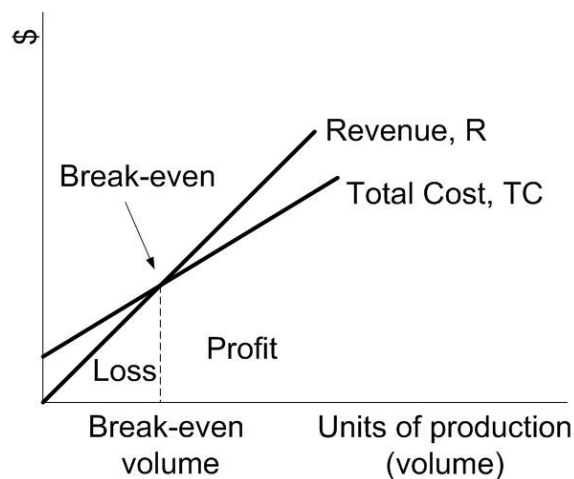 $
Revenue, R
Break-even
Total Cost, TC
Profit
Loss
Break-even
volume
Units of production
(volume)